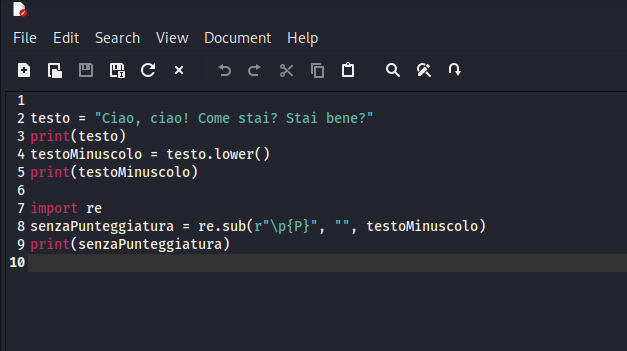 File Edit Search View Document Help
1
2 testo = "Ciao, ciao! Come stai? Stai bene?"
3 print(testo)
4 testoMinuscolo = testo.lower()
5 print(testoMinuscolo)
6
7 import re
8 senzaPunteggiatura = re.sub(r"\p{P}", "", testoMinuscolo)
9 print(senzaPunteggiatura)
10